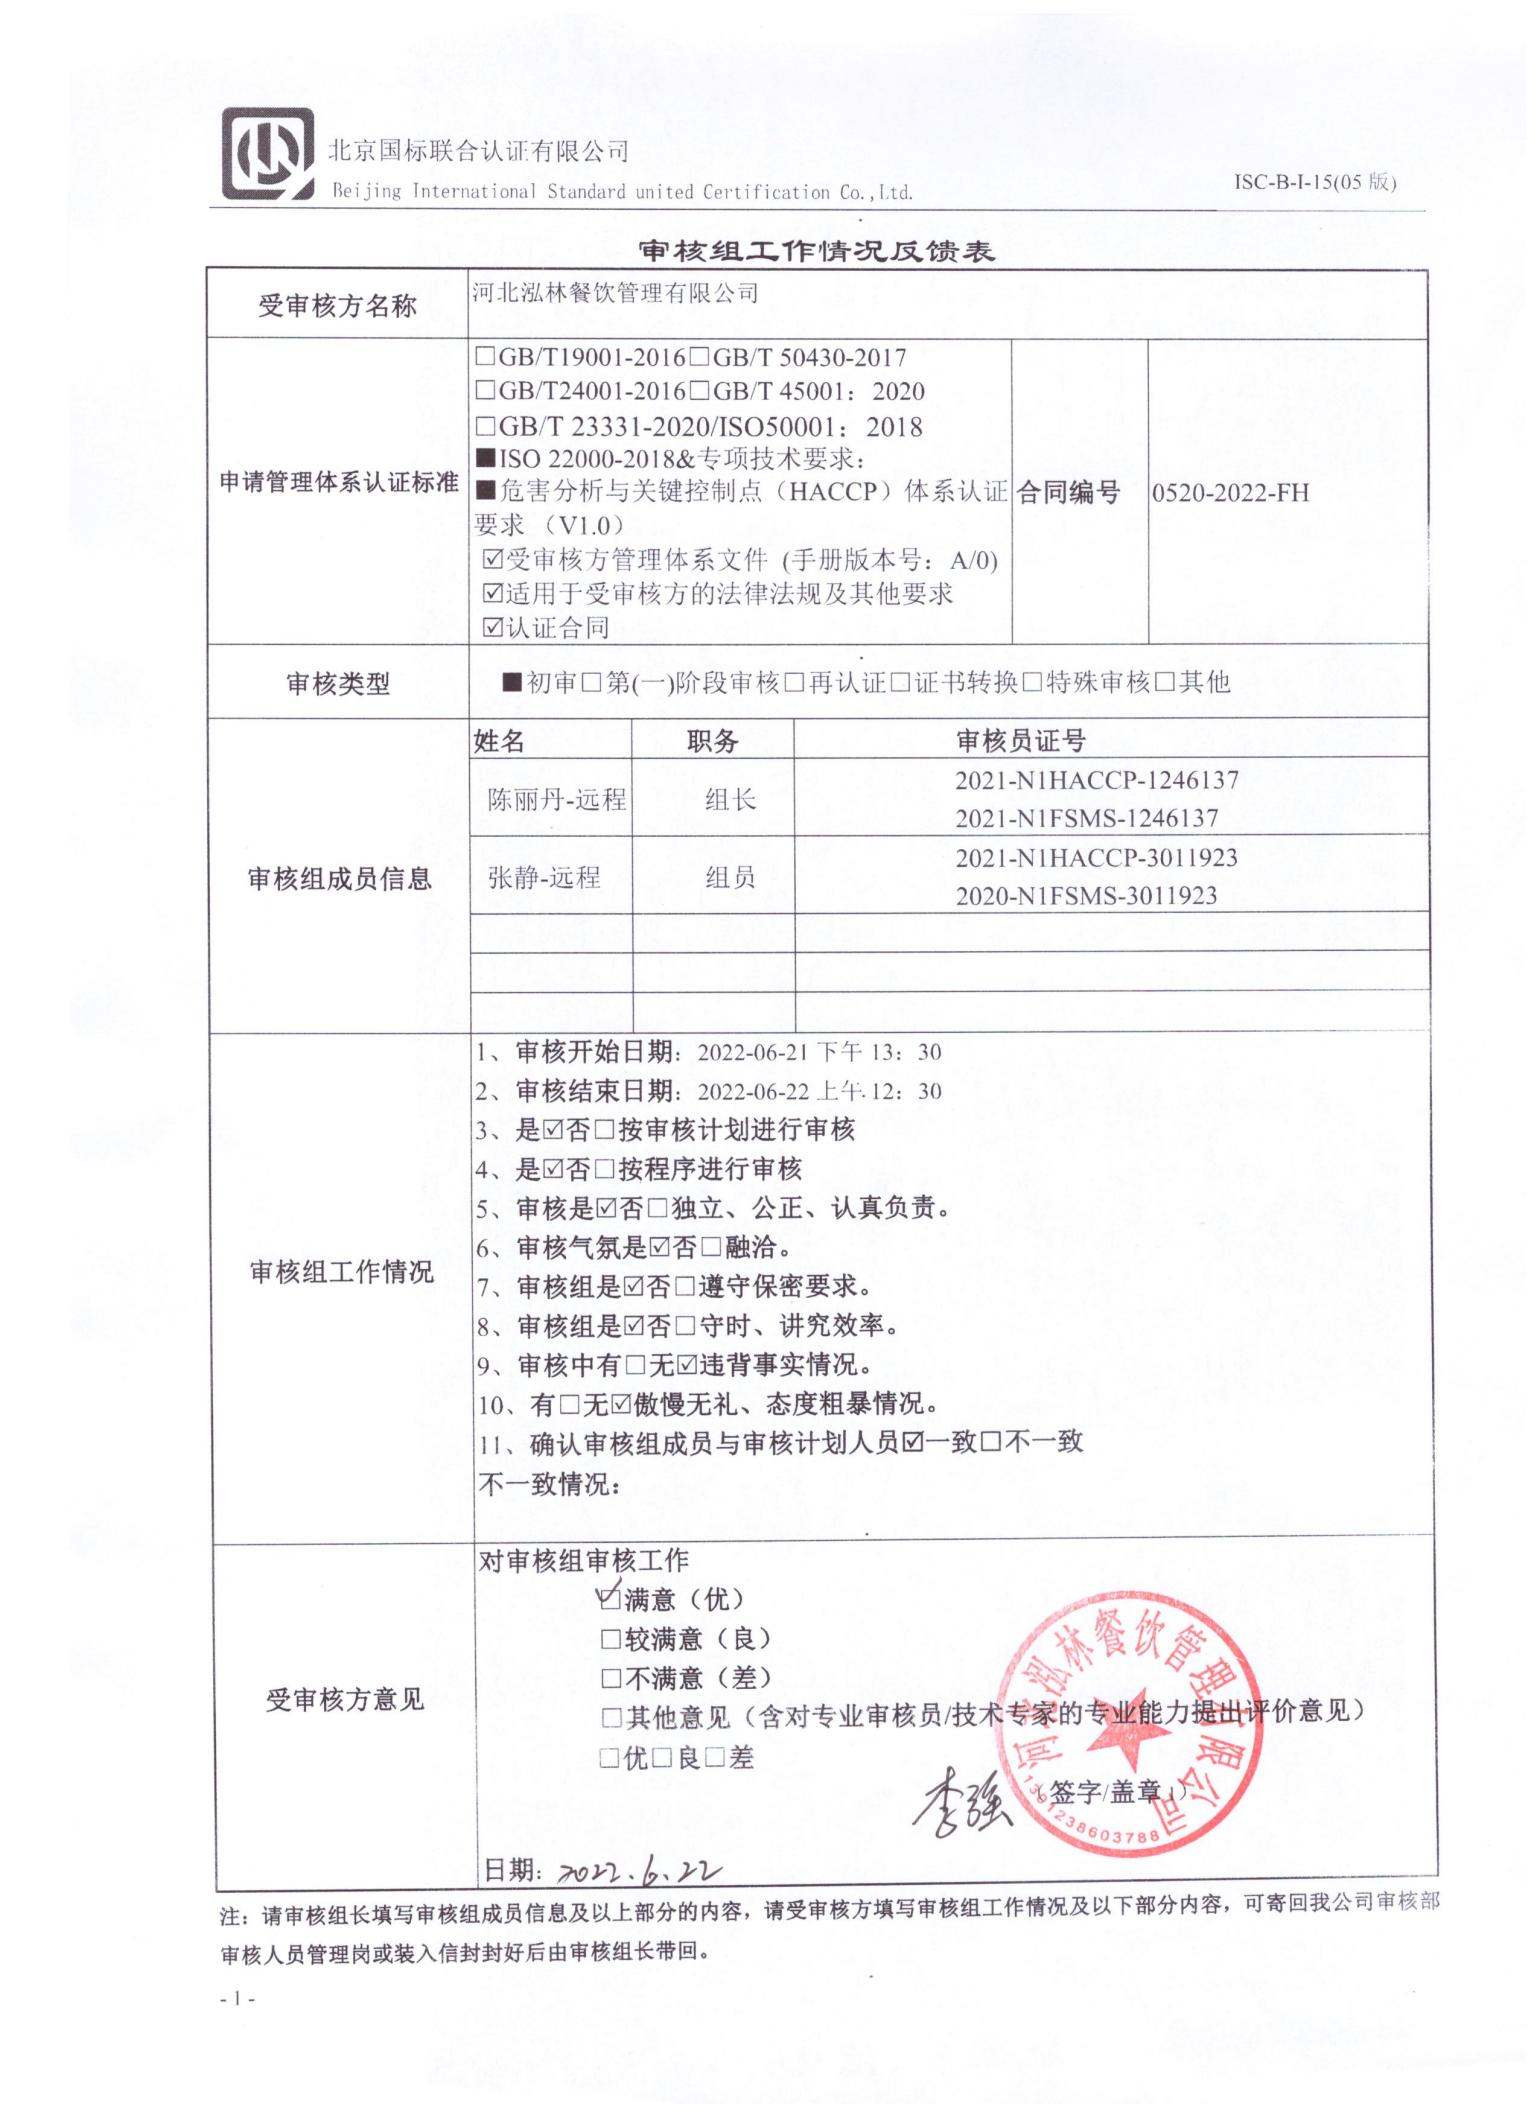 北京国标联合认证有限公司
Beijing International Standard united Certification Co.,Ltd.
ISC-B-I-15(05 版)
审核组工作情况反馈表
受审核方名称
河北泓林餐饮管理有限公司
申请管理体系认证标准
□GB/T19001-2016□GB/T 50430-2017
□GB/T24001-2016□GB/T 45001：2020
□GB/T 23331-2020/ISO50001：2018
■ISO 22000-2018&专项技术要求：
■危害分析与关键控制点（HACCP）体系认证
要求 （V1.0）
☑受审核方管理体系文件 (手册版本号：A/0)
☑适用于受审核方的法律法规及其他要求
☑认证合同
合同编号
0520-2022-FH
审核类型
■初审□第(一)阶段审核□再认证□证书转换□特殊审核□其他
审核组成员信息
姓名 职务 审核员证号
陈丽丹-远程 组长
2021-N1HACCP-1246137
2021-N1FSMS-1246137
张静-远程 组员
2021-N1HACCP-3011923
2020-N1FSMS-3011923
审核组工作情况
1、审核开始日期：2022-06-21 下午 13：30
2、审核结束日期：2022-06-22 上午 12：30
3、是☑否□按审核计划进行审核
4、是☑否□按程序进行审核
5、审核是☑否□独立、公正、认真负责。
6、审核气氛是☑否□融洽。
7、审核组是☑否□遵守保密要求。
8、审核组是☑否□守时、讲究效率。
9、审核中有□无☑违背事实情况。
10、有□无☑傲慢无礼、态度粗暴情况。
11、确认审核组成员与审核计划人员☑一致□不一致
不一致情况：
受审核方意见
对审核组审核工作
☑满意（优）
□较满意（良）
□不满意（差）
□其他意见（含对专业审核员/技术专家的专业能力提出评价意见）
□优□良□差
李强
（签字/盖章）
河北泓林餐饮管理有限公司
1301238603788
日期：2022.6.22
注：请审核组长填写审核组成员信息及以上部分的内容，请受审核方填写审核组工作情况及以下部分内容，可寄回我公司审核部
审核人员管理岗或装入信封封好后由审核组长带回。
- 1 -